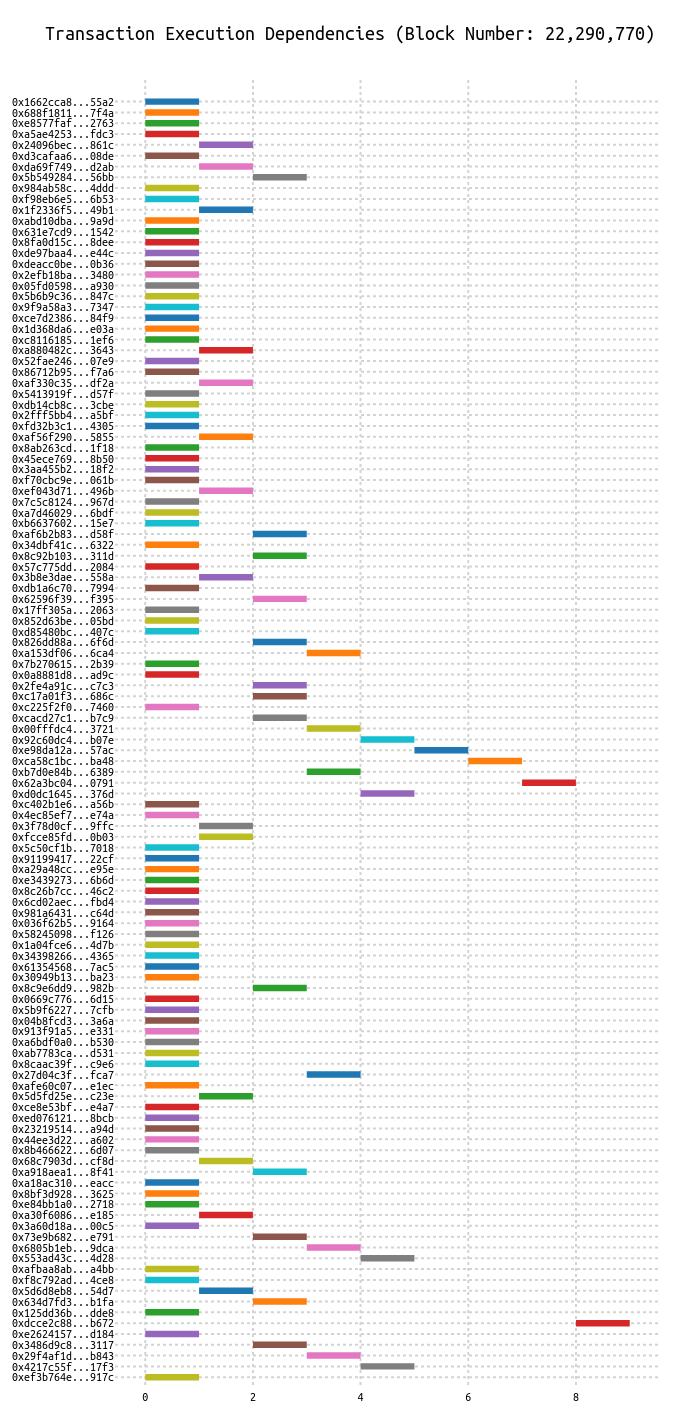 Transaction Execution Dependencies (Block Number: 22,290,770)
0x1662cca8...55a2
0x688f1811...7f4a
0xe8577faf...2763
0xa5ae4253...fdc3
0x24096bec...861c
0xd3cafaa6...08de
0xda69f749...d2ab
0x5b549284...56bb
0x984ab58c...4ddd
0xf98eb6e5...6b53
0x1f2336f5...49b1
0xabd10dba...9a9d
0x631e7cd9...1542
0x8fa0d15c...8dee
0xde97baa4...e44c
0xdeacc0be...0b36
0x2efb18ba...3480
0x05fd0598...a930
0x5b6b9c36...847c
0x9f9a58a3...7347
0xce7d2386...84f9
0x1d368da6...e03a
0xc8116185...1ef6
0xa880482c...3643
0x52fae246...07e9
0x86712b95...f7a6
0xaf330c35...df2a
0x5413919f...d57f
0xdb14cb8c...3cbe
0x2fff5bb4...a5bf
0xfd32b3c1...4305
0xaf56f290...5855
0x8ab263cd...1f18
0x45ece769...8b50
0x3aa455b2...18f2
0xf70cbc9e...061b
0xef043d71...496b
0x7c5c8124...967d
0xa7d46029...6bdf
0xb6637602...15e7
0xaf6b2b83...d58f
0x34dbf41c...6322
0x8c92b103...311d
0x57c775dd...2084
0x3b8e3dae...558a
0xdb1a6c70...7994
0x62596f39...f395
0x17ff305a...2063
0x852d63be...05bd
0xd85480bc...407c
0x826dd88a...6f6d
0xa153df06...6ca4
0x7b270615...2b39
0x0a8881d8...ad9c
0x2fe4a91c...c7c3
0xc17a01f3...686c
0xc225f2f0...7460
0xcacd27c1...b7c9
0x00fffdc4...3721
0x92c60dc4...b07e
0xe98da12a...57ac
0xca58c1bc...ba48
0xb7d0e84b...6389
0x62a3bc04...0791
0xd0dc1645...376d
0xc402b1e6...a56b
0x4ec85ef7...e74a
0x3f78d0cf...9ffc
0xfcce85fd...0b03
0x5c50cf1b...7018
0x91199417...22cf
0xa29a48cc...e95e
0xe3439273...6b6d
0x8c26b7cc...46c2
0x6cd02aec...fbd4
0x981a6431...c64d
0x036f62b5...9164
0x58245098...f126
0x1a04fce6...4d7b
0x34398266...4365
0x61354568...7ac5
0x30949b13...ba23
0x8c9e6dd9...982b
0x0669c776...6d15
0x5b9f6227...7cfb
0x04b8fcd3...3a6a
0x913f91a5...e331
0xa6bdf0a0...b530
0xab7783ca...d531
0x8caac39f...c9e6
0x27d04c3f...fca7
0xafe60c07...e1ec
0x5d5fd25e...c23e
0xce8e53bf...e4a7
0xed076121...8bcb
0x23219514...a94d
0x44ee3d22...a602
0x8b466622...6d07
0x68c7903d...cf8d
0xa918aea1...8f41
0xa18ac310...eacc
0x8bf3d928...3625
0xe84bb1a0...2718
0xa30f6086...e185
0x3a60d18a...00c5
0x73e9b682...e791
0x6805b1eb...9dca
0x553ad43c...4d28
0xafbaa8ab...a4bb
0xf8c792ad...4ce8
0x5d6d8eb8...54d7
0x634d7fd3...b1fa
0x125dd36b...dde8
0xdcce2c88...b672
0xe2624157...d184
0x3486d9c8...3117
0x29f4af1d...b843
0x4217c55f...17f3
0xef3b764e...917c
0 2 4 6 8